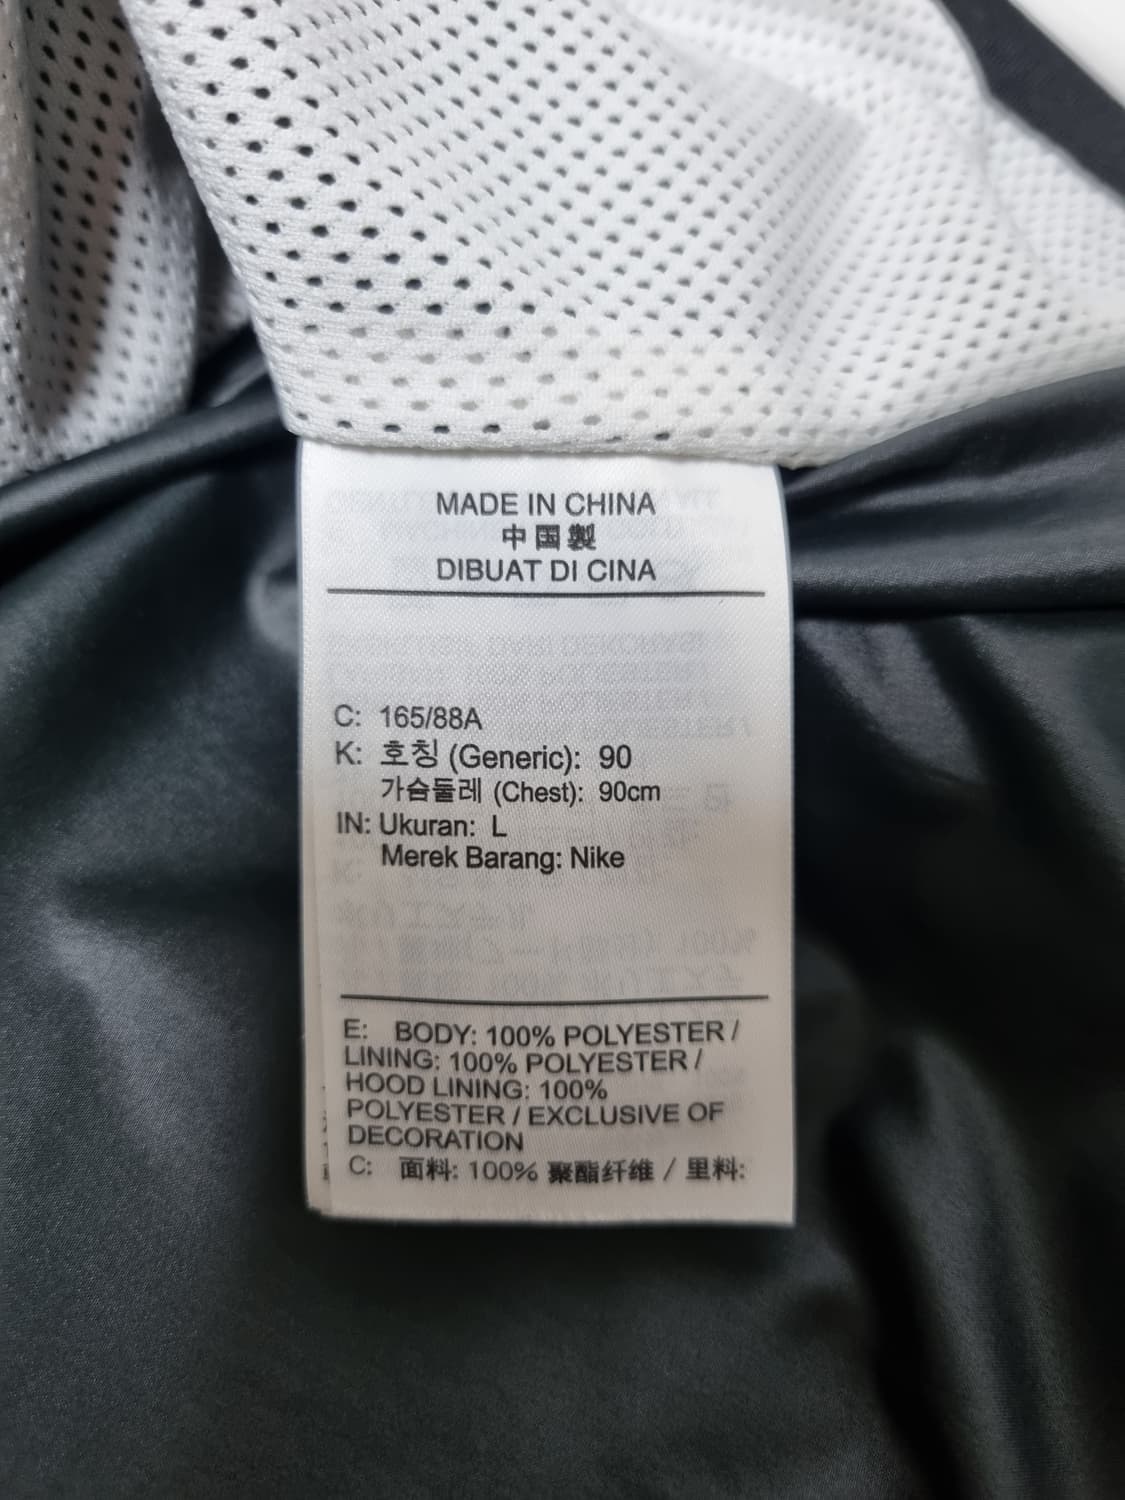 MADE IN CHINA
中国製
DIBUAT DI CINA
C: 165/88A
K: 호칭 (Generic): 90
가슴둘레 (Chest): 90cm
IN: Ukuran: L
Merek Barang: Nike
E: BODY: 100% POLYESTER /
LINING: 100% POLYESTER /
HOOD LINING: 100%
POLYESTER / EXCLUSIVE OF
DECORATION
C: 面料: 100% 聚酯纤维 / 里料: